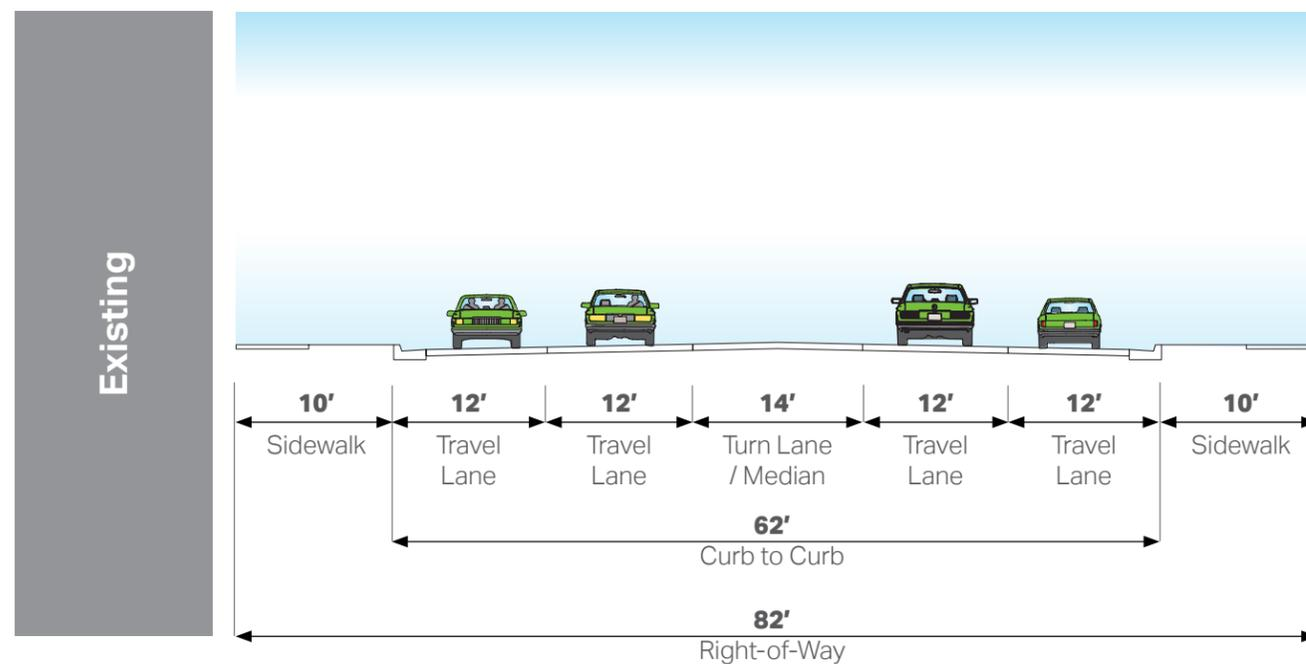 Existing
10' 12' 12' 14' 12' 12' 10'
Sidewalk Travel Travel Turn Lane Travel Travel Sidewalk
Lane Lane / Median Lane Lane
62'
Curb to Curb
82'
Right-of-Way